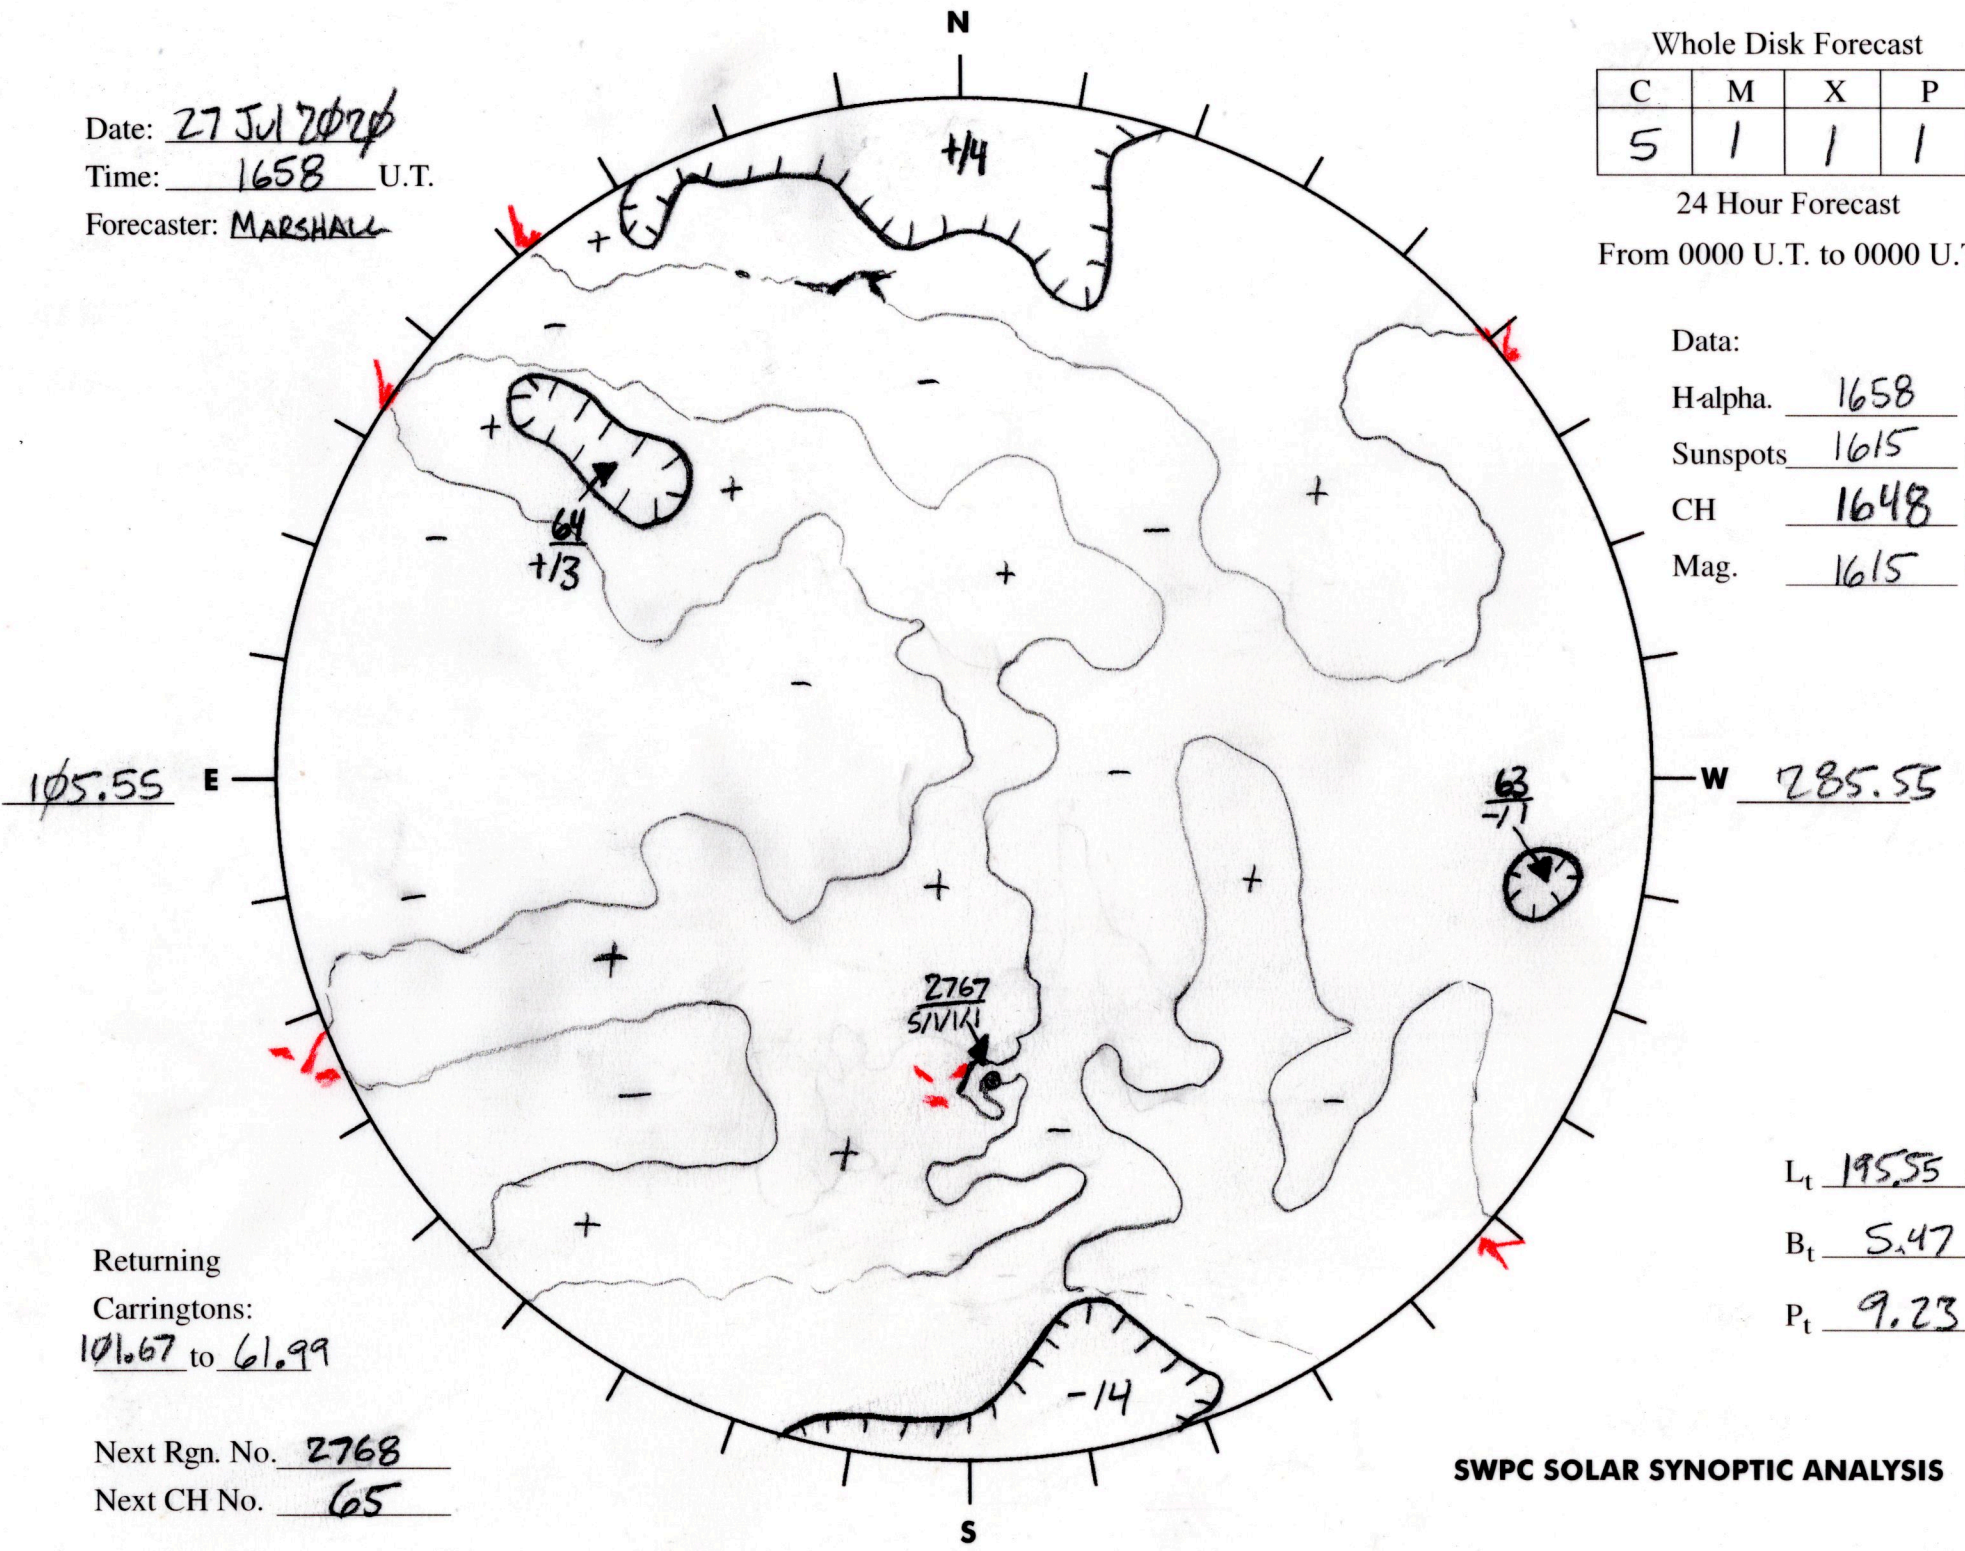 N
Whole Disk Forecast
C M X P
5 1 1 1
24 Hour Forecast
From 0000 U.T. to 0000 U.T
Date: 27 Jul 2020
Time: 1658 U.T.
Forecaster: MARSHALL
+/4
+
-
-
+
+
+
64
+/3
-
-
+
-
Data:
H-alpha. 1658
Sunspots 1615
CH 1648
Mag. 1615
105.55 E
-
W 285.55
63
-/1
+
+
-
+
2767
5/1/1/1
-
-
-
+
+
Lt 195.55
Bt 5.47
Pt 9.23
Returning
Carringtons:
101.67 to 61.99
-14
Next Rgn. No. 2768
Next CH No. 65
SWPC SOLAR SYNOPTIC ANALYSIS
S